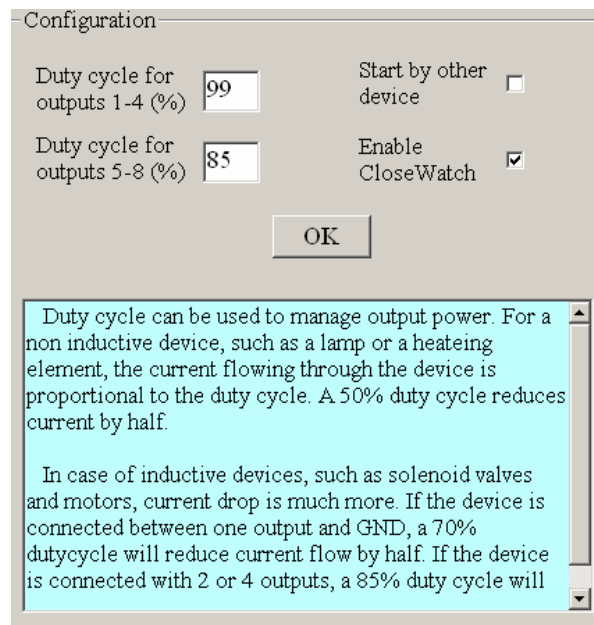 Configuration
Duty cycle for
outputs 1-4 (%)
99
Start by other
device
Duty cycle for
outputs 5-8 (%)
85
Enable
CloseWatch
OK
Duty cycle can be used to manage output power. For a
non inductive device, such as a lamp or a heateing
element, the current flowing through the device is
proportional to the duty cycle. A 50% duty cycle reduces
current by half.
In case of inductive devices, such as solenoid valves
and motors, current drop is much more. If the device is
connected between one output and GND, a 70%
dutycycle will reduce current flow by half. If the device
is connected with 2 or 4 outputs, a 85% duty cycle will